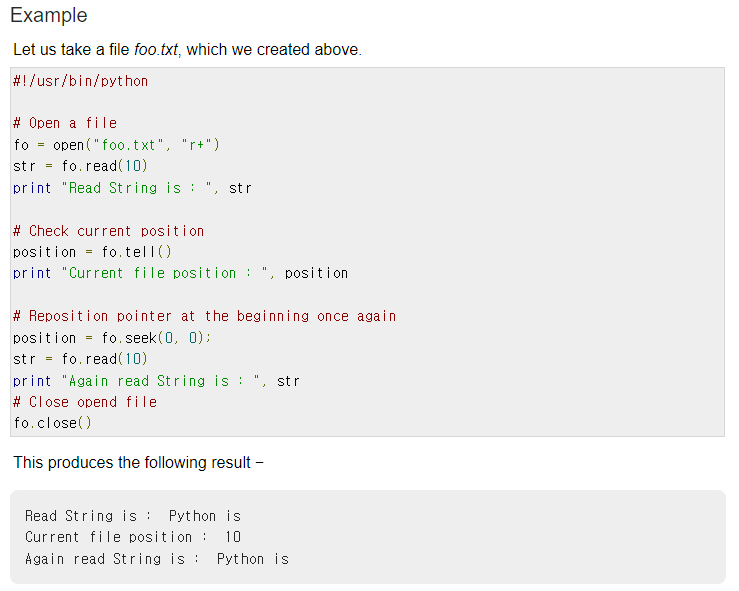 Example
Let us take a file foo.txt, which we created above.
#!/usr/bin/python
# Open a file
fo = open("foo.txt", "r+")
str = fo.read(10)
print "Read String is : ", str
# Check current position
position = fo.tell()
print "Current file position : ", position
# Reposition pointer at the beginning once again
position = fo.seek(0, 0);
str = fo.read(10)
print "Again read String is : ", str
# Close opend file
fo.close()
This produces the following result −
Read String is :  Python is
Current file position :  10
Again read String is :  Python is